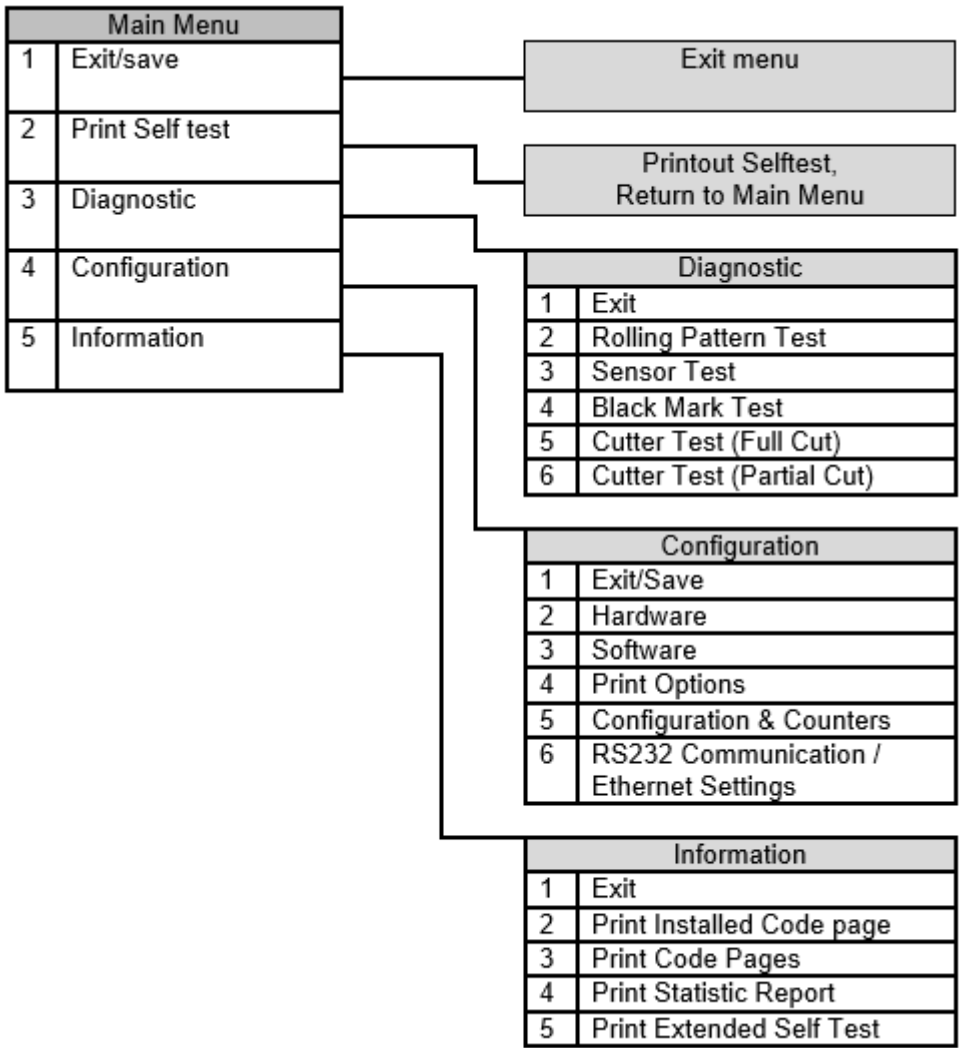 Main Menu
1 Exit/save
2 Print Self test
3 Diagnostic
4 Configuration
5 Information
Exit menu
Printout Selftest,
Return to Main Menu
Diagnostic
1 Exit
2 Rolling Pattern Test
3 Sensor Test
4 Black Mark Test
5 Cutter Test (Full Cut)
6 Cutter Test (Partial Cut)
Configuration
1 Exit/Save
2 Hardware
3 Software
4 Print Options
5 Configuration & Counters
6 RS232 Communication /
Ethernet Settings
Information
1 Exit
2 Print Installed Code page
3 Print Code Pages
4 Print Statistic Report
5 Print Extended Self Test